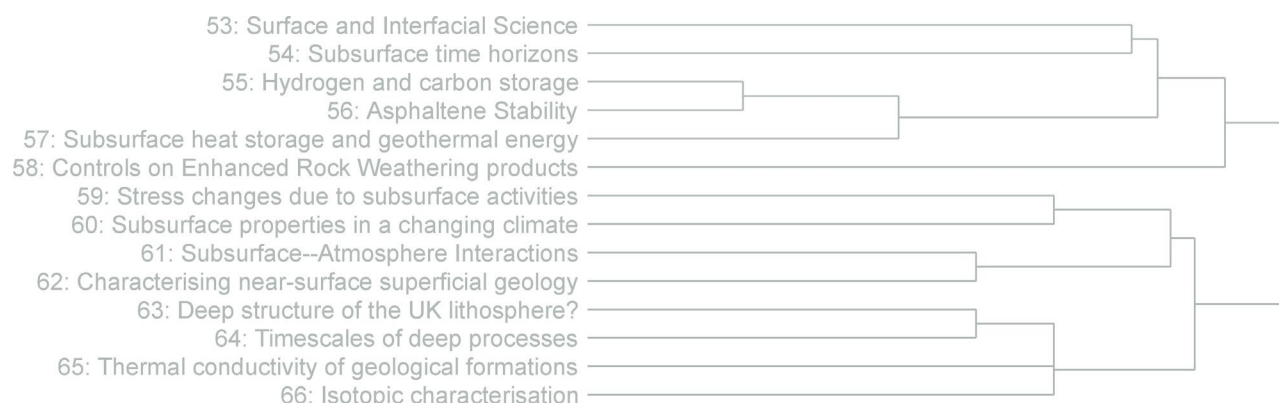 53: Surface and Interfacial Science
54: Subsurface time horizons
55: Hydrogen and carbon storage
56: Asphaltene Stability
57: Subsurface heat storage and geothermal energy
58: Controls on Enhanced Rock Weathering products
59: Stress changes due to subsurface activities
60: Subsurface properties in a changing climate
61: Subsurface--Atmosphere Interactions
62: Characterising near-surface superficial geology
63: Deep structure of the UK lithosphere?
64: Timescales of deep processes
65: Thermal conductivity of geological formations
66: Isotopic characterisation